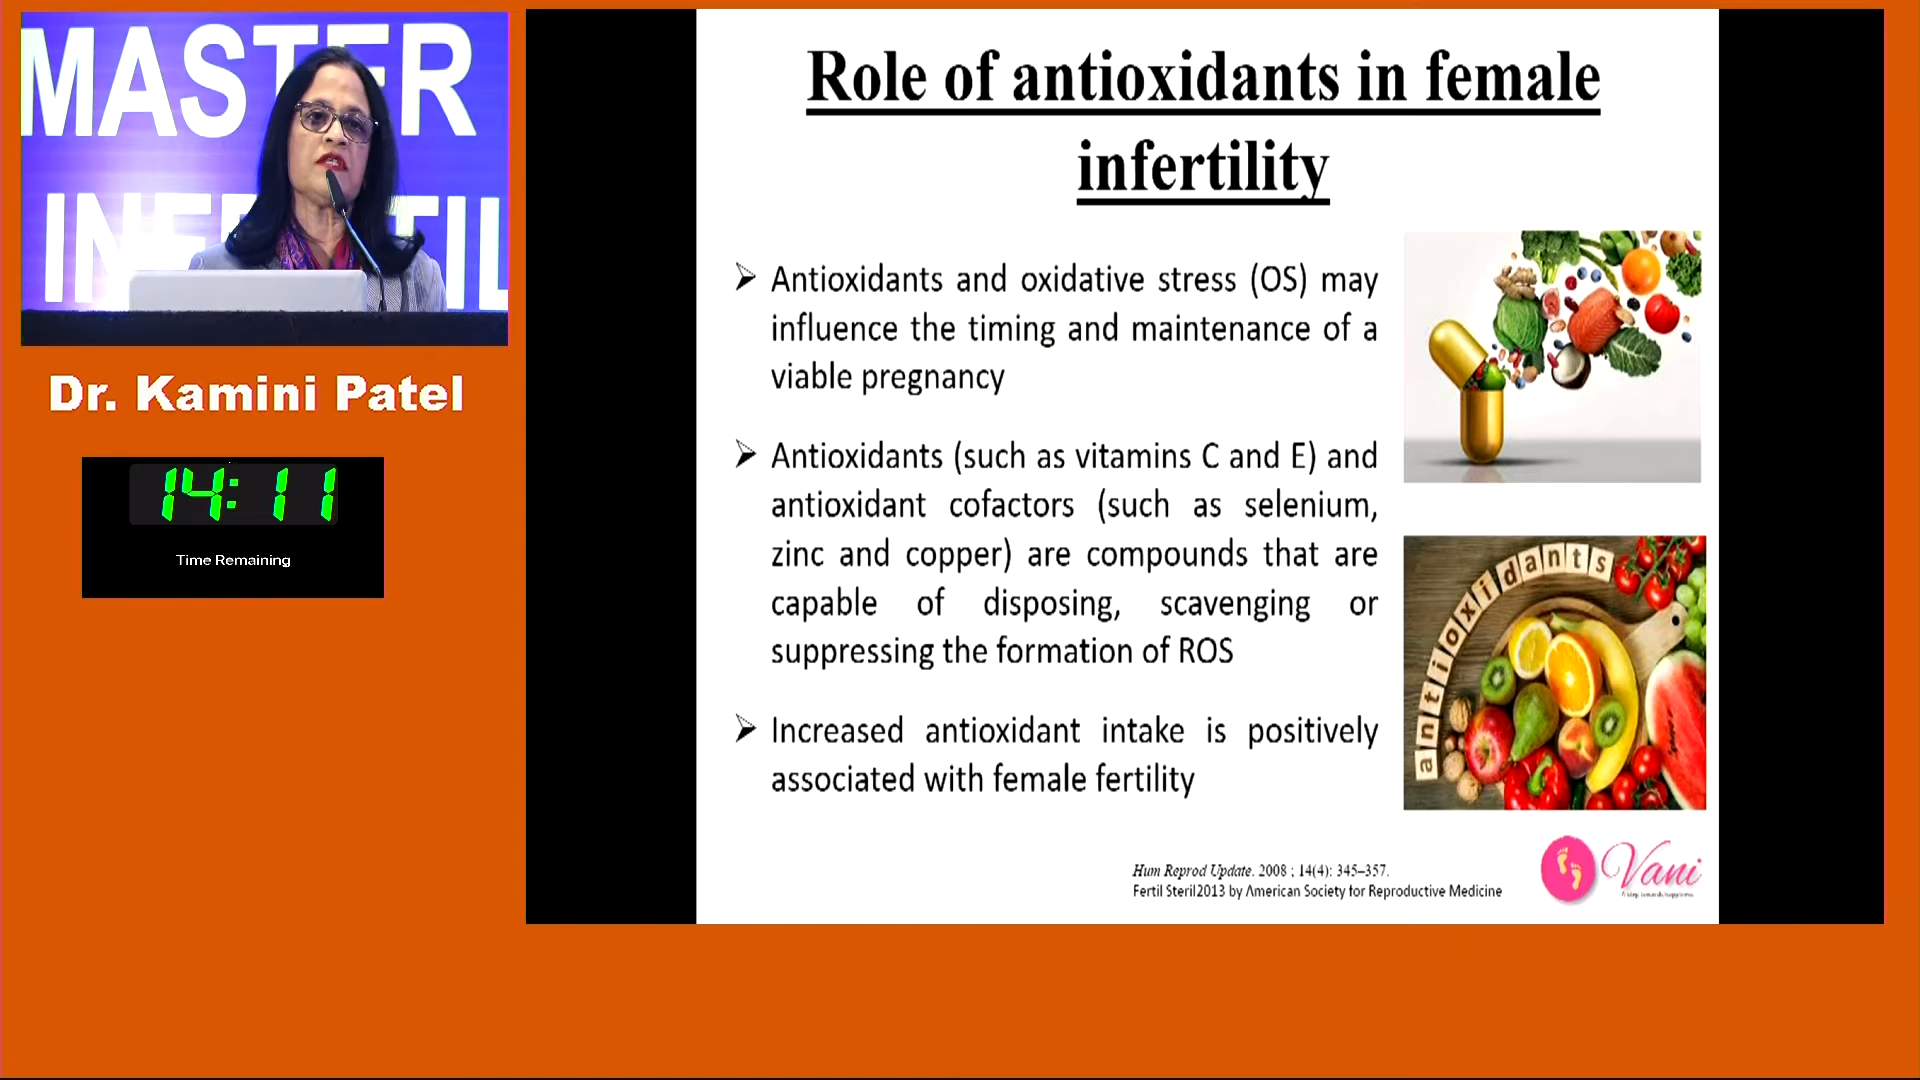 MASTER
INF TIL
Dr. Kamini Patel
14:11
Time Remaining
Role of antioxidants in female
infertility
Antioxidants and oxidative stress (OS) may
influence the timing and maintenance of a
viable pregnancy
Antioxidants (such as vitamins C and E) and
antioxidant cofactors (such as selenium,
zinc and copper) are compounds that are
capable of disposing, scavenging or
suppressing the formation of ROS
Increased antioxidant intake is positively
associated with female fertility
antioxidants
Hum Reprod Update. 2008 ; 14(4): 345–357.
Fertil Steril2013 by American Society for Reproductive Medicine
Vani